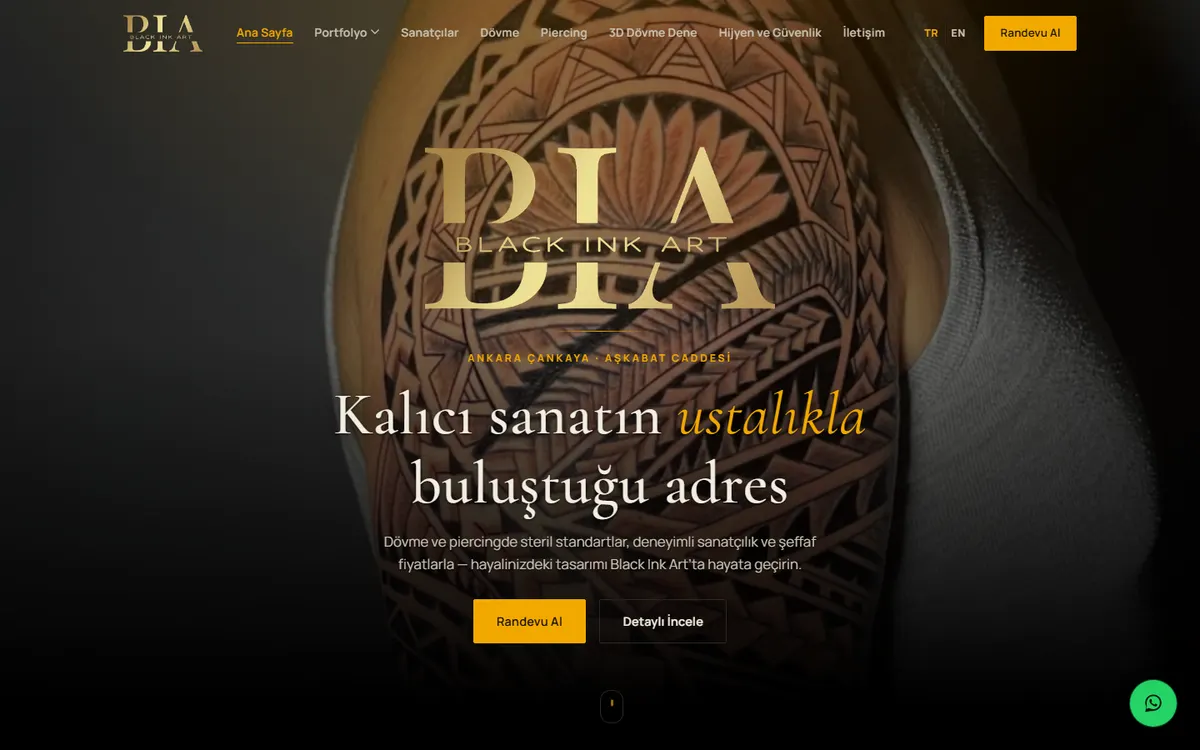 BIA
BLACK INK ART
Ana Sayfa
Portfolyo
Sanatçılar
Dövme
Piercing
3D Dövme Dene
Hijyen ve Güvenlik
İletişim
TR
EN
Randevu Al
BIA
BLACK INK ART
ANKARA ÇANKAYA · AŞKABAT CADDESİ
Kalıcı sanatın ustalıkla
buluştuğu adres
Dövme ve piercingde steril standartlar, deneyimli sanatçılık ve şeffaf
fiyatlarla — hayalinizdeki tasarımı Black Ink Art'ta hayata geçirin.
Randevu Al
Detaylı İncele